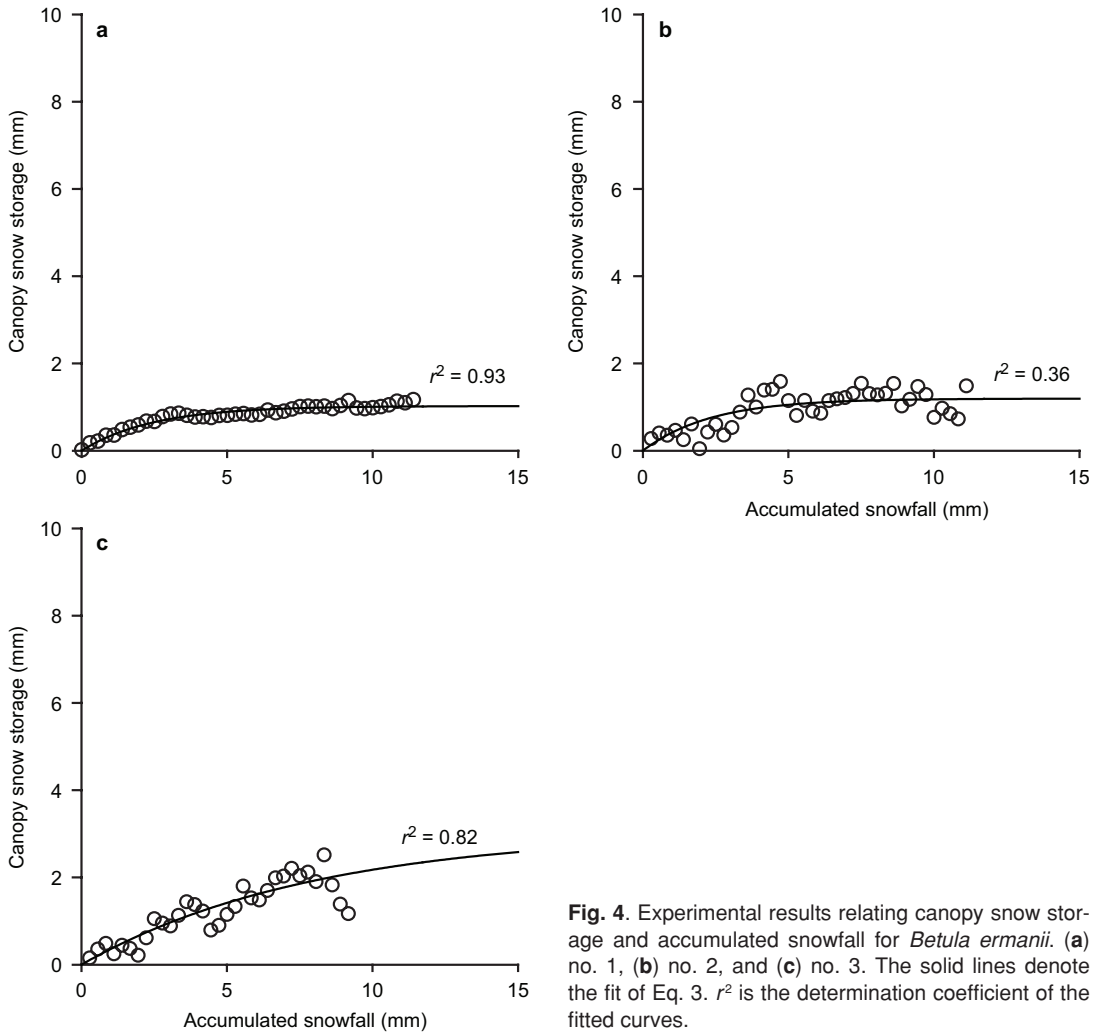 a
10
8
6
4
2
0
Canopy snow storage (mm)
r² = 0.93
0 5 10 15
b
10
8
6
4
2
0
Canopy snow storage (mm)
r² = 0.36
0 5 10 15
Accumulated snowfall (mm)
c
10
8
6
4
2
0
Canopy snow storage (mm)
r² = 0.82
0 5 10 15
Accumulated snowfall (mm)
Fig. 4. Experimental results relating canopy snow stor-
age and accumulated snowfall for Betula ermanii. (a)
no. 1, (b) no. 2, and (c) no. 3. The solid lines denote
the fit of Eq. 3. r² is the determination coefficient of the
fitted curves.